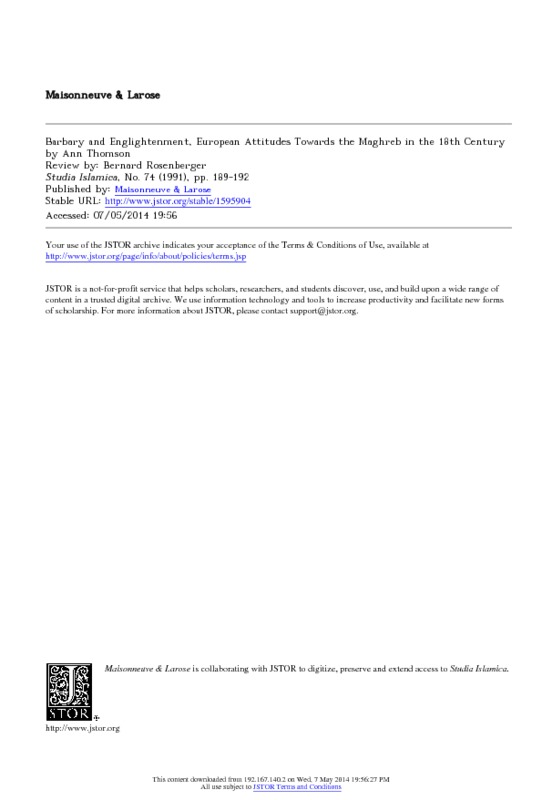 Maisonneuve & Larose
Barbary and Englightenment, European Attitudes Towards the Maghreb in the 18th Century
by Ann Thomson
Review by: Bernard Rosenberger
Studia Islamica, No. 74 (1991), pp. 189-192
Published by: Maisonneuve & Larose
Stable URL: http://www.jstor.org/stable/1595904
Accessed: 07/05/2014 19:56
Your use of the JSTOR archive indicates your acceptance of the Terms & Conditions of Use, available at
http://www.jstor.org/page/info/about/policies/terms.jsp
JSTOR is a not-for-profit service that helps scholars, researchers, and students discover, use, and build upon a wide range of
content in a trusted digital archive. We use information technology and tools to increase productivity and facilitate new forms
of scholarship. For more information about JSTOR, please contact support@jstor.org.
Maisonneuve & Larose is collaborating with JSTOR to digitize, preserve and extend access to Studia Islamica.
JSTOR
http://www.jstor.org
This content downloaded from 192.167.140.2 on Wed, 7 May 2014 19:56:27 PM
All use subject to JSTOR Terms and Conditions